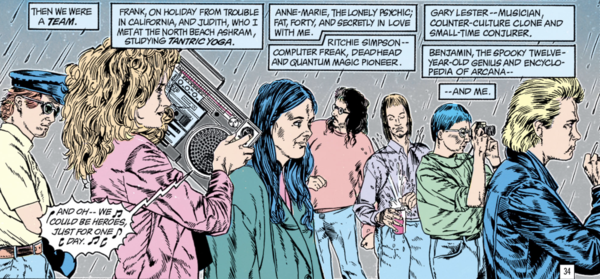 THEN WE WERE
A TEAM.
FRANK, ON HOLIDAY FROM TROUBLE
IN CALIFORNIA, AND JUDITH, WHO I
MET AT THE NORTH BEACH ASHRAM,
STUDYING TANTRIC YOGA.
ANNE-MARIE, THE LONELY PSYCHIC;
FAT, FORTY, AND SECRETLY IN LOVE
WITH ME.
RITCHIE SIMPSON--
COMPUTER FREAK, DEADHEAD
AND QUANTUM MAGIC PIONEER.
GARY LESTER--MUSICIAN,
COUNTER-CULTURE CLONE AND
SMALL-TIME CONJURER.
BENJAMIN, THE SPOOKY TWELVE-
YEAR-OLD GENIUS AND ENCYCLO-
PEDIA OF ARCANA--
--AND ME.
AND OH-- WE
COULD BE HEROES,
JUST FOR ONE
DAY.
34